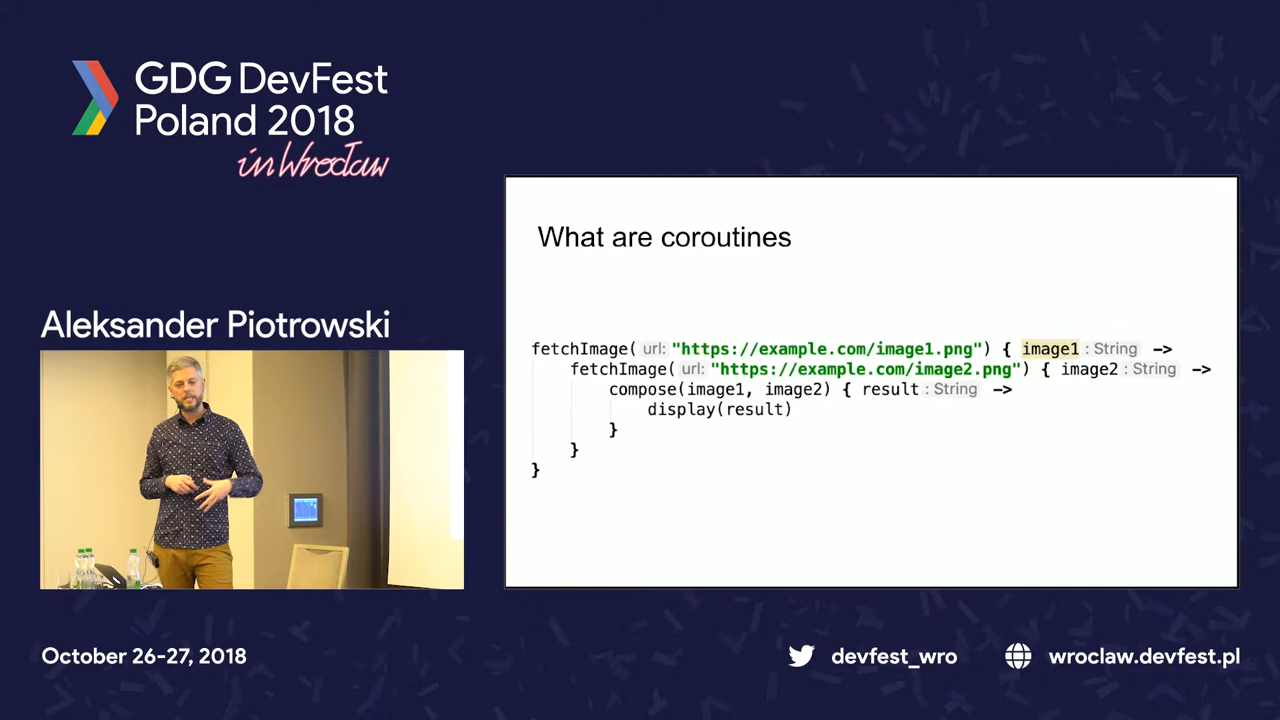 GDG DevFest
Poland 2018
in Wrocław
What are coroutines
Aleksander Piotrowski
fetchImage( url: "https://example.com/image1.png") { image1 : String ->
fetchImage( url: "https://example.com/image2.png") { image2 : String ->
compose(image1, image2) { result : String ->
display(result)
}
}
}
October 26-27, 2018
devfest_wro
wroclaw.devfest.pl